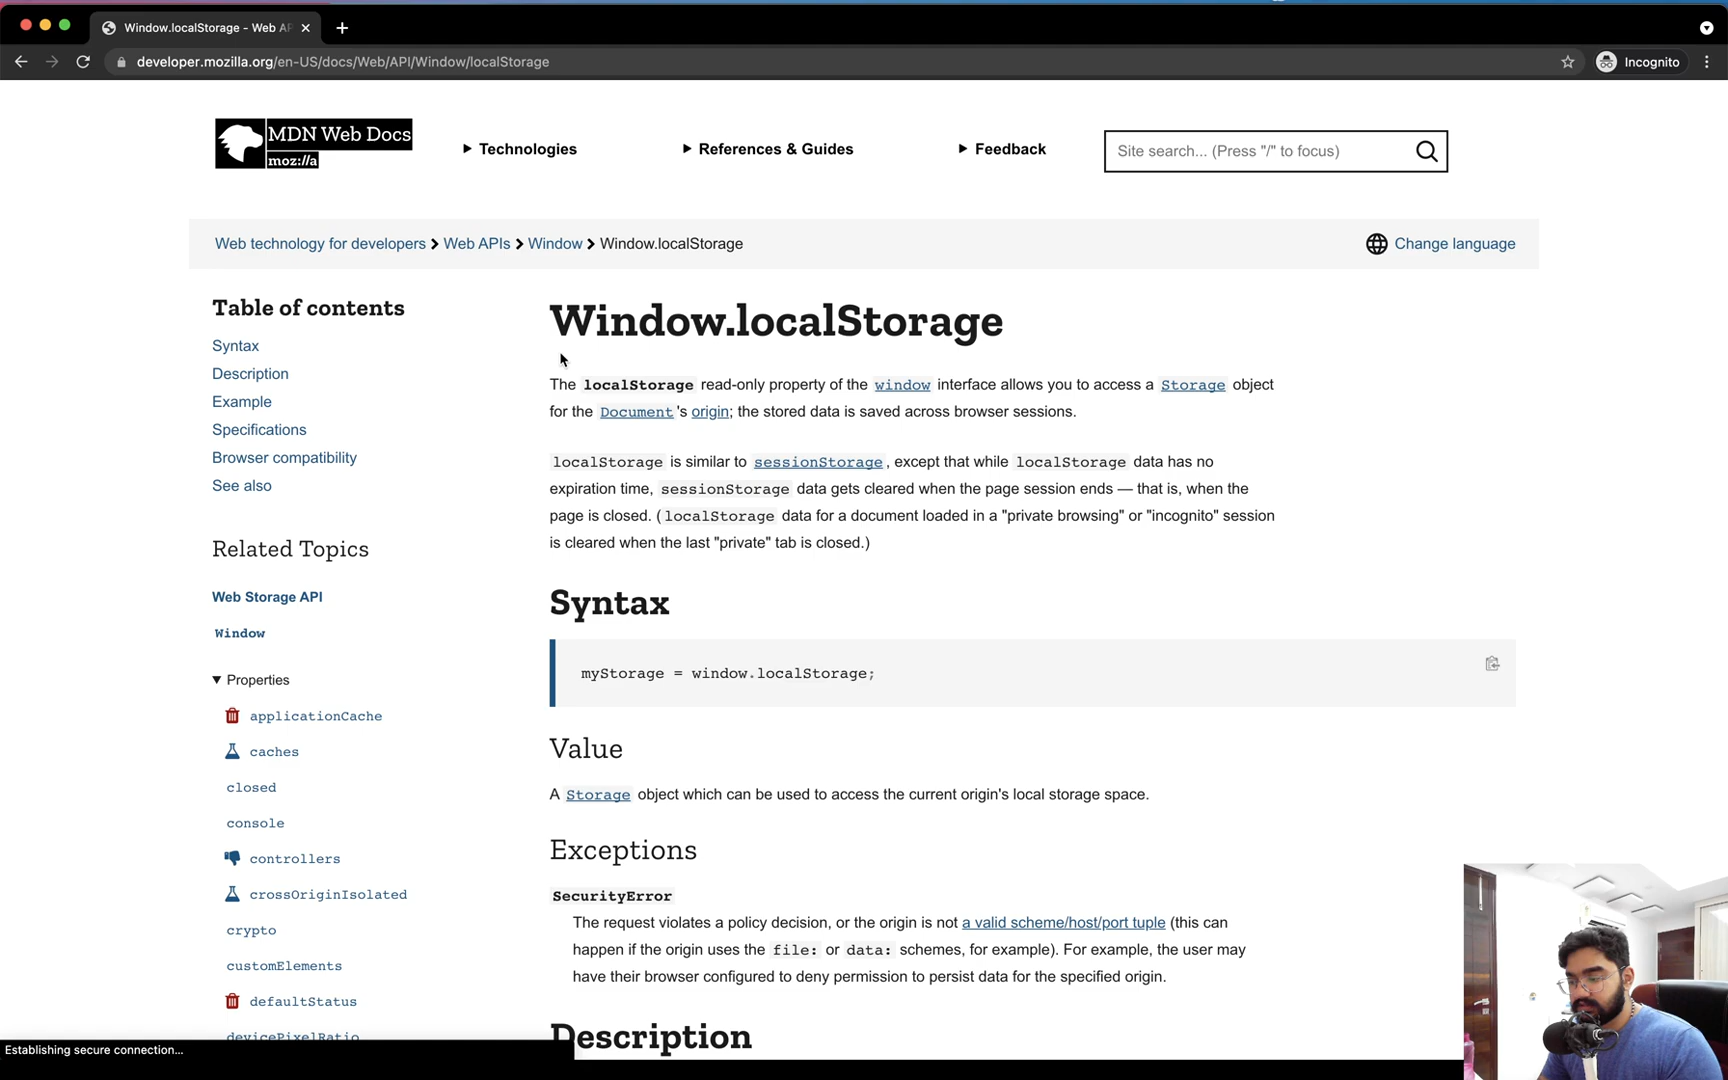 Window.localStorage - Web AP
developer.mozilla.org/en-US/docs/Web/API/Window/localStorage
Incognito
MDN Web Docs
moz://a
Technologies
References & Guides
Feedback
Site search... (Press "/" to focus)
Web technology for developers
Web APIs
Window
Window.localStorage
Change language
Table of contents
Syntax
Description
Example
Specifications
Browser compatibility
See also
Related Topics
Web Storage API
Window
Properties
applicationCache
caches
closed
console
controllers
crossOriginIsolated
crypto
customElements
defaultStatus
devicePixelRatio
Window.localStorage
The localStorage read-only property of the window interface allows you to access a Storage object
for the Document's origin; the stored data is saved across browser sessions.
localStorage is similar to sessionStorage, except that while localStorage data has no
expiration time, sessionStorage data gets cleared when the page session ends — that is, when the
page is closed. (localStorage data for a document loaded in a "private browsing" or "incognito" session
is cleared when the last "private" tab is closed.)
Syntax
myStorage = window.localStorage;
Value
A Storage object which can be used to access the current origin's local storage space.
Exceptions
SecurityError
The request violates a policy decision, or the origin is not a valid scheme/host/port tuple (this can
happen if the origin uses the file: or data: schemes, for example). For example, the user may
have their browser configured to deny permission to persist data for the specified origin.
Description
Establishing secure connection...